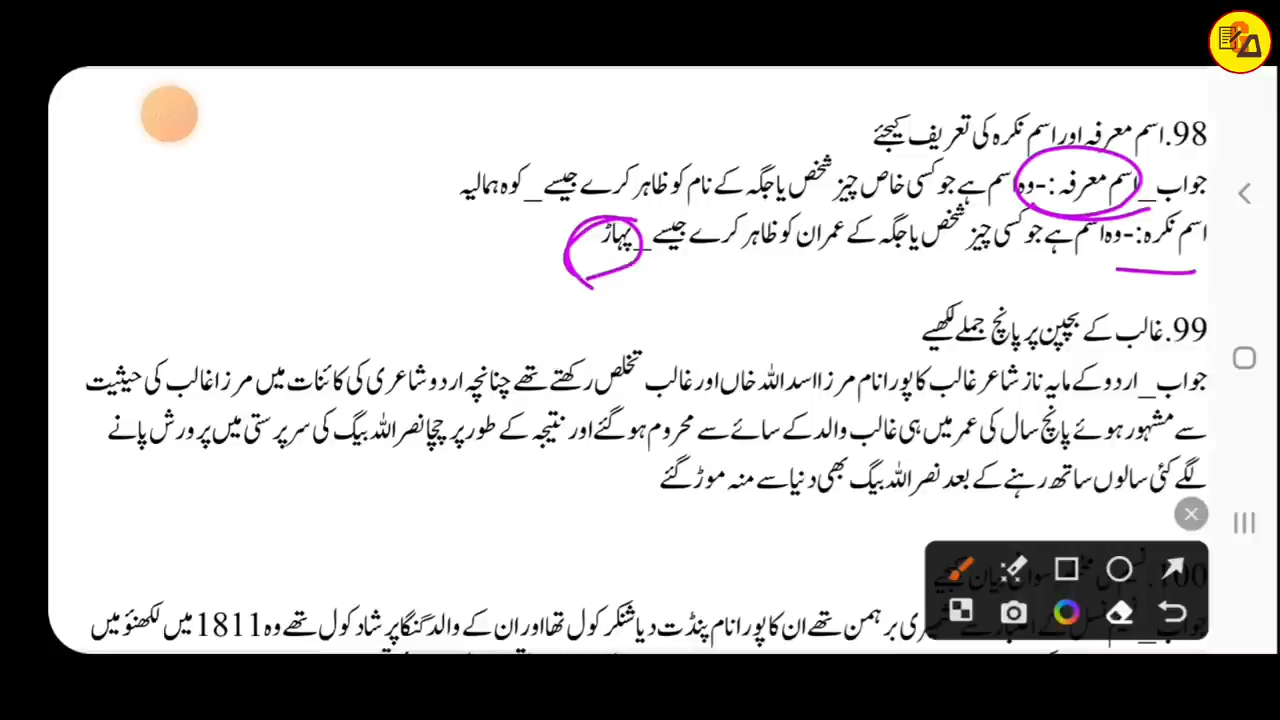 98. اسم معرفہ اور اسم نکرہ کی تعریف کیجئے
جواب_ اسم معرفہ :-وہ اسم ہے جو کسی خاص چیز شخص یا جگہ کے نام کو ظاہر کرے جیسے _ کوہ ہمالیہ
اسم نکرہ :-وہ اسم ہے جو کسی چیز شخص یا جگہ کے عمران کو ظاہر کرے جیسے _ پہاڑ
99. غالب کے بچپن پر پانچ جملے لکھیے
جواب_ اردو کے مایہ ناز شاعر غالب کا پورا نام مرزا اسد اللہ خاں اور غالب تخلص رکھتے تھے چنانچہ اردو شاعری کی کائنات میں مرزا غالب کی حیثیت
سے مشہور ہوئے پانچ سال کی عمر میں ہی غالب والد کے سائے سے محروم ہو گئے اور نتیجہ کے طور پر چچا نصر اللہ بیگ کی سرپرستی میں پرورش پانے
لگے کئی سالوں ساتھ رہنے کے بعد نصر اللہ بیگ بھی دنیا سے منہ موڑ گئے
100. بیان کیجیے
جواب_ برہمن تھے ان کا پورا نام پنڈت دیا شنکر کول تھا اور ان کے والد گنگا پرشاد کول تھے وہ 1811 میں لکھنؤ میں